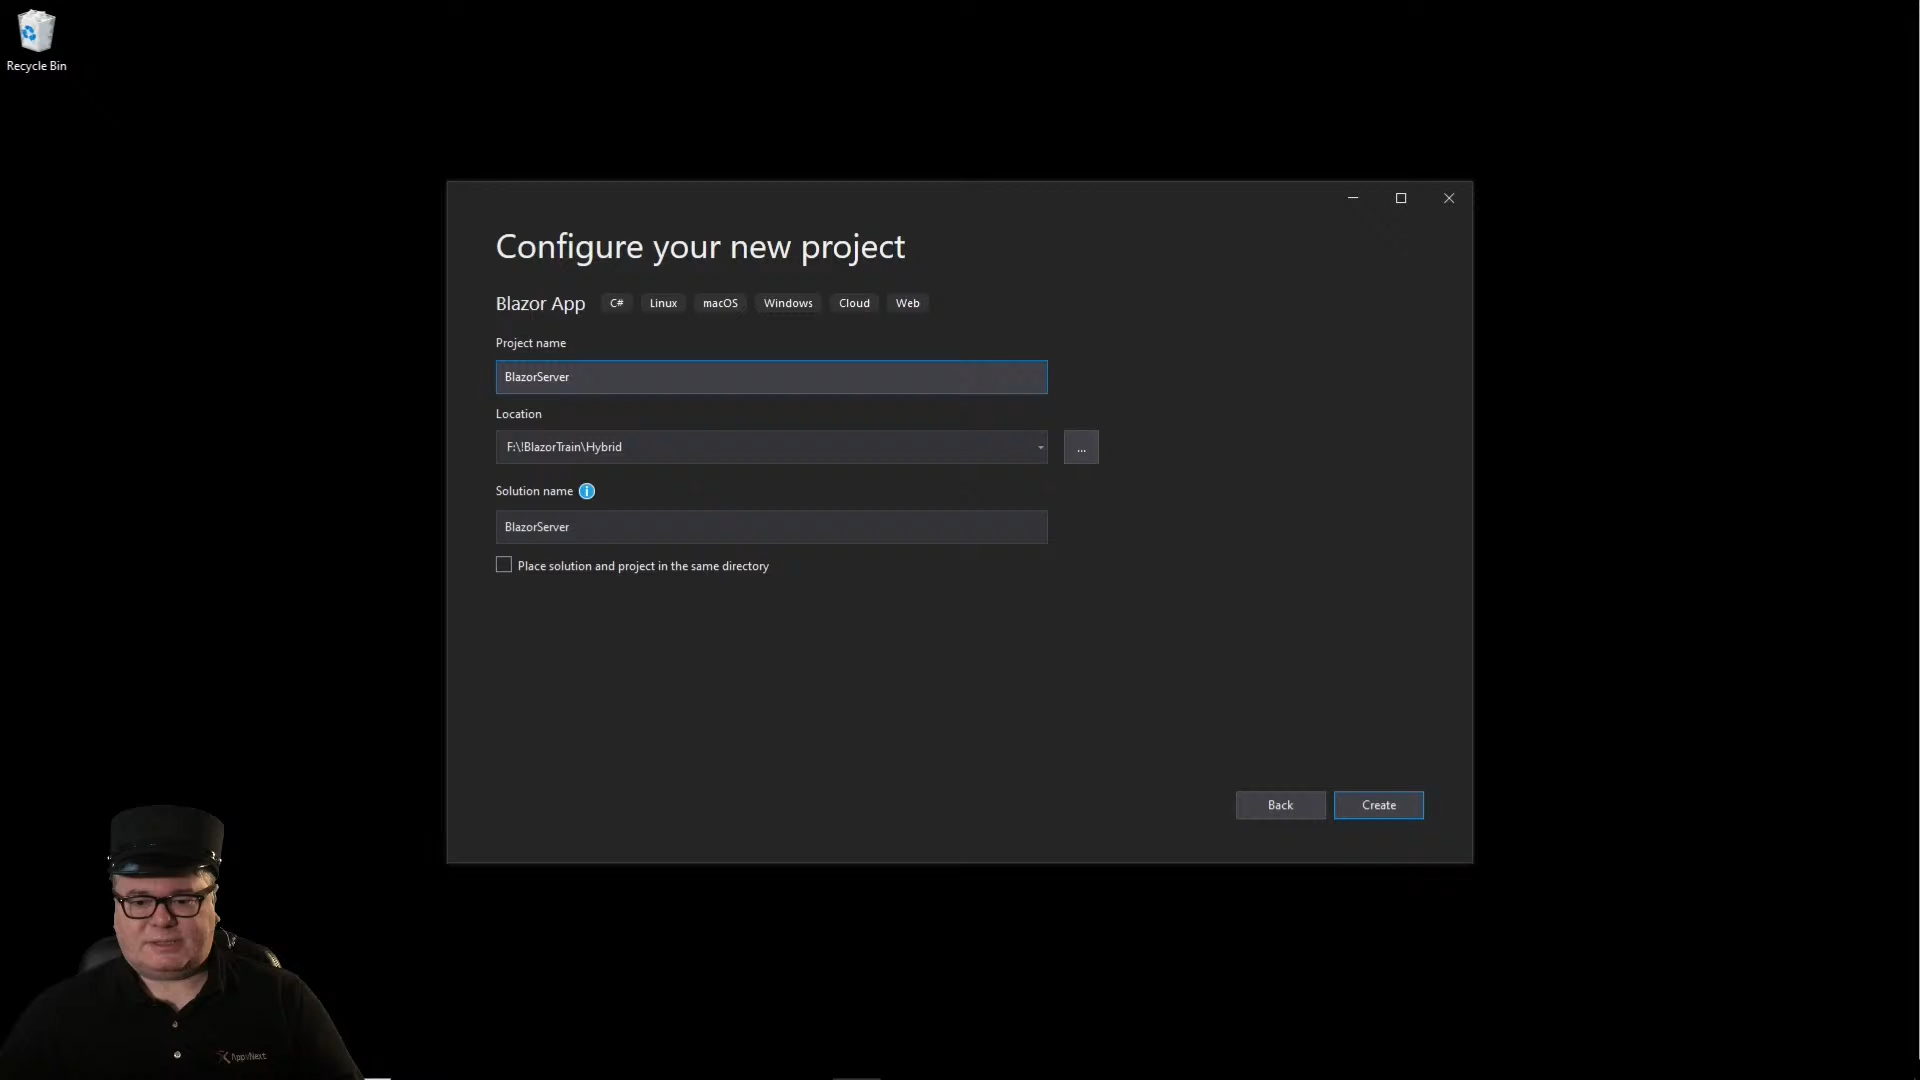 Recycle Bin
Configure your new project
Blazor App C# Linux macOS Windows Cloud Web
Project name
BlazorServer
Location
F:\!BlazorTrain\Hybrid
...
Solution name
BlazorServer
Place solution and project in the same directory
Back Create
AppvNext